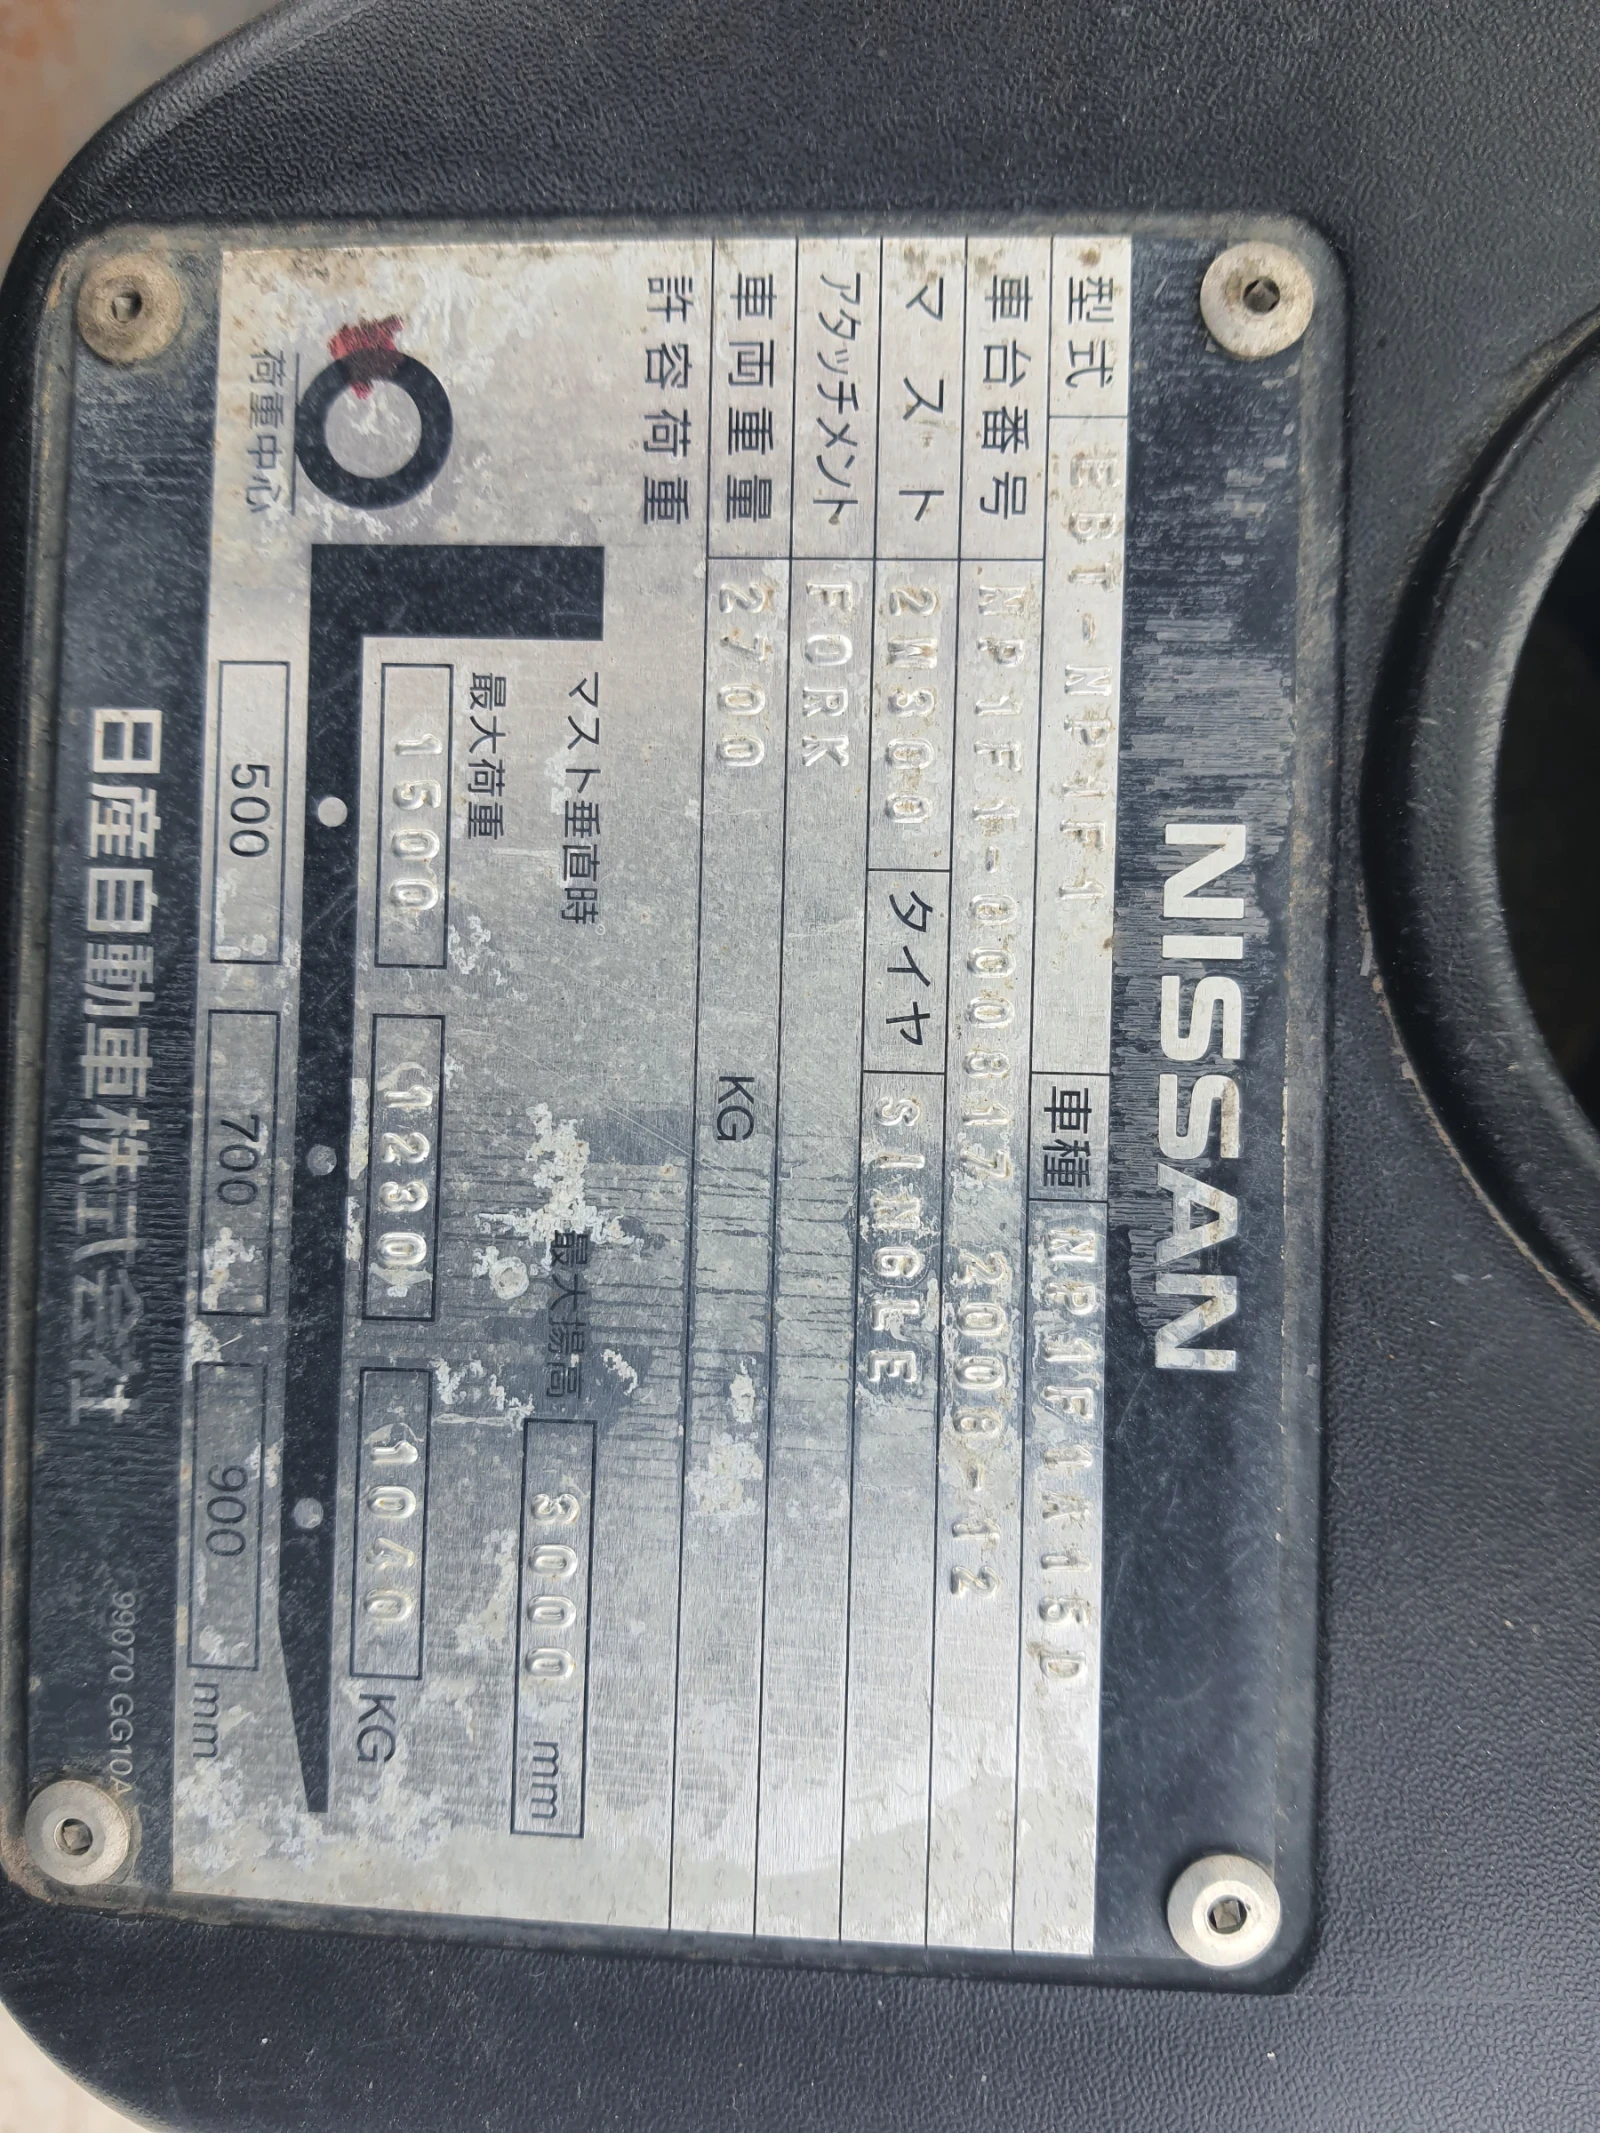 NISSAN
型式 EBT-NP1F1 車種 NP1F1A15D
車台番号 NP1F1-000817 2008-12
マスト 2W300 タイヤ SINGLE
アタッチメント FORK
車両重量 2700 KG
許容荷重
マスト垂直時 最大揚高 3000 mm
最大荷重
1500 1280 1040 KG
荷重中心 500 700 900 mm
日産自動車株式会社 99070 GG10A